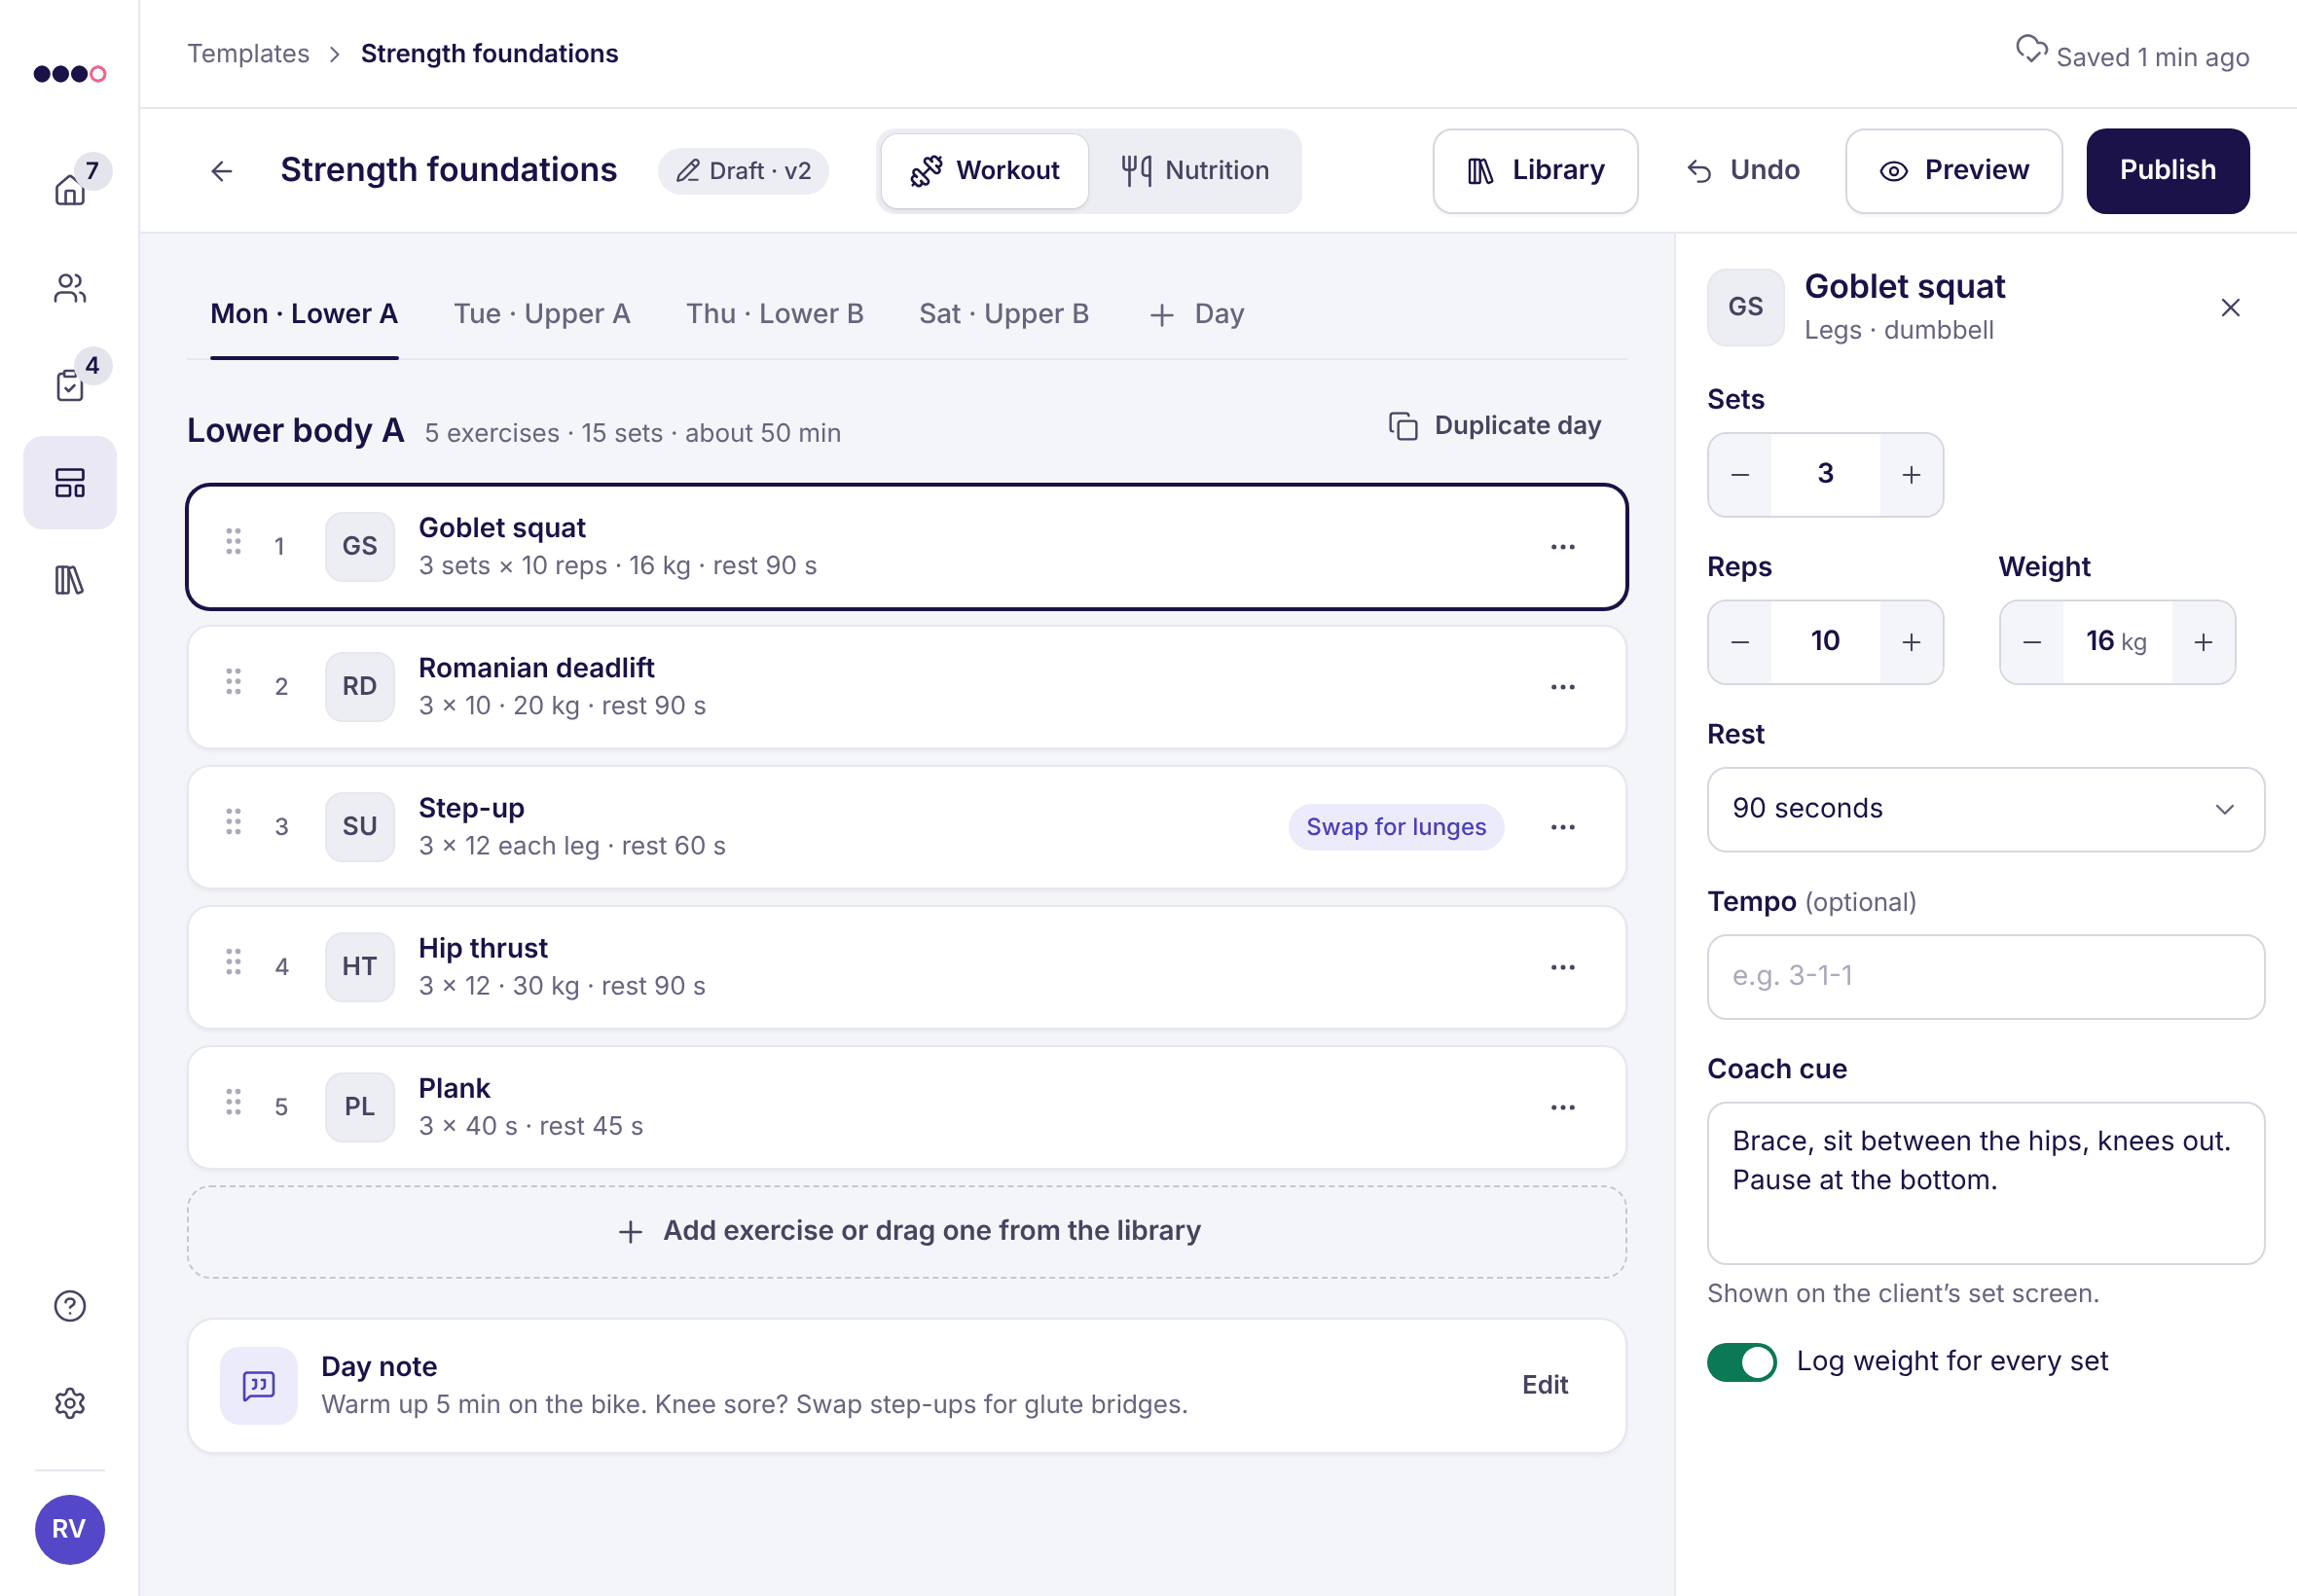 Templates > Strength foundations
Saved 1 min ago
7
4
RV
Strength foundations
Draft · v2
Workout
Nutrition
Library
Undo
Preview
Publish
Mon · Lower A
Tue · Upper A
Thu · Lower B
Sat · Upper B
+ Day
Lower body A
5 exercises · 15 sets · about 50 min
Duplicate day
1
GS
Goblet squat
3 sets × 10 reps · 16 kg · rest 90 s
2
RD
Romanian deadlift
3 × 10 · 20 kg · rest 90 s
3
SU
Step-up
3 × 12 each leg · rest 60 s
Swap for lunges
4
HT
Hip thrust
3 × 12 · 30 kg · rest 90 s
5
PL
Plank
3 × 40 s · rest 45 s
+ Add exercise or drag one from the library
Day note
Warm up 5 min on the bike. Knee sore? Swap step-ups for glute bridges.
Edit
GS
Goblet squat
Legs · dumbbell
Sets
− 3 +
Reps
− 10 +
Weight
− 16 kg +
Rest
90 seconds
Tempo (optional)
e.g. 3-1-1
Coach cue
Brace, sit between the hips, knees out.
Pause at the bottom.
Shown on the client’s set screen.
Log weight for every set